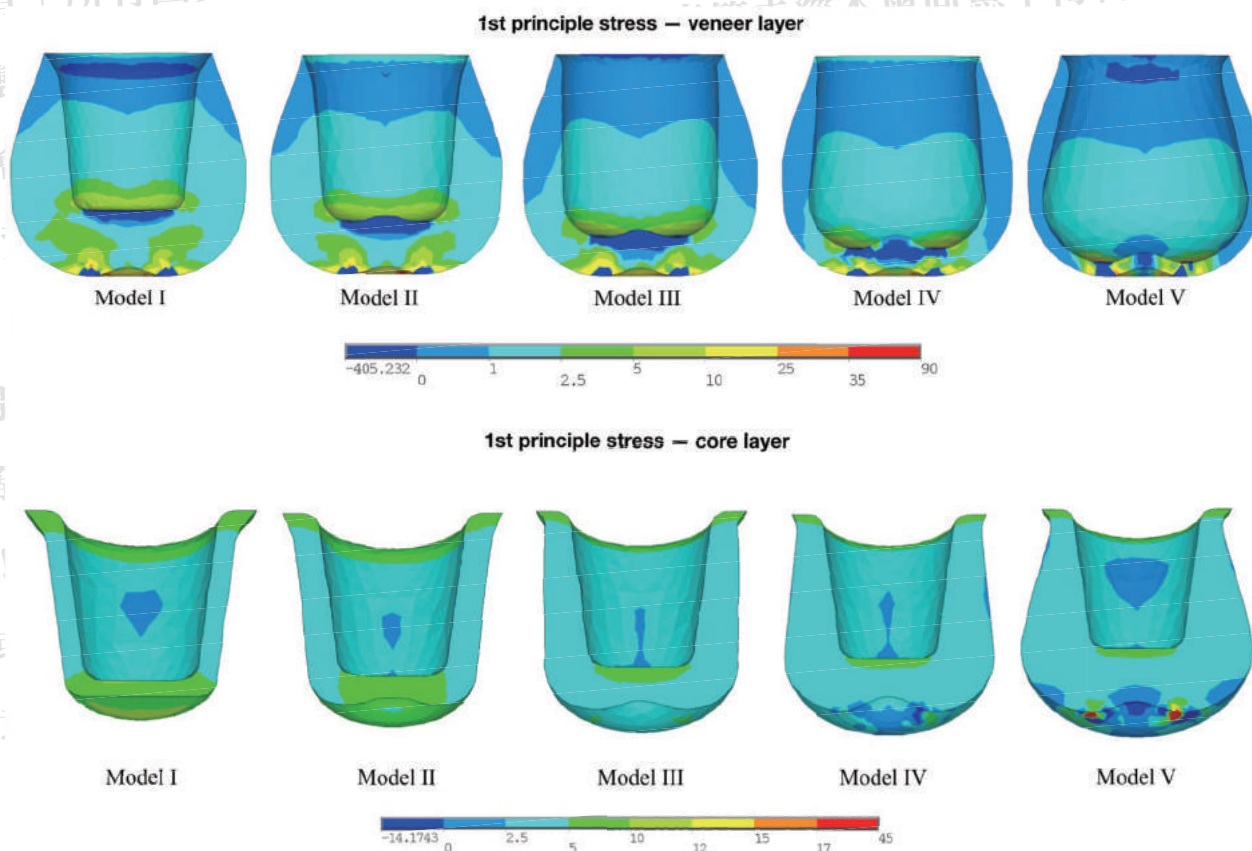 1st principle stress — veneer layer
Model I Model II Model III Model IV Model V
-405.232 0 1 2.5 5 10 25 35 90
1st principle stress — core layer
Model I Model II Model III Model IV Model V
-14.1743 0 2.5 5 10 12 15 17 45